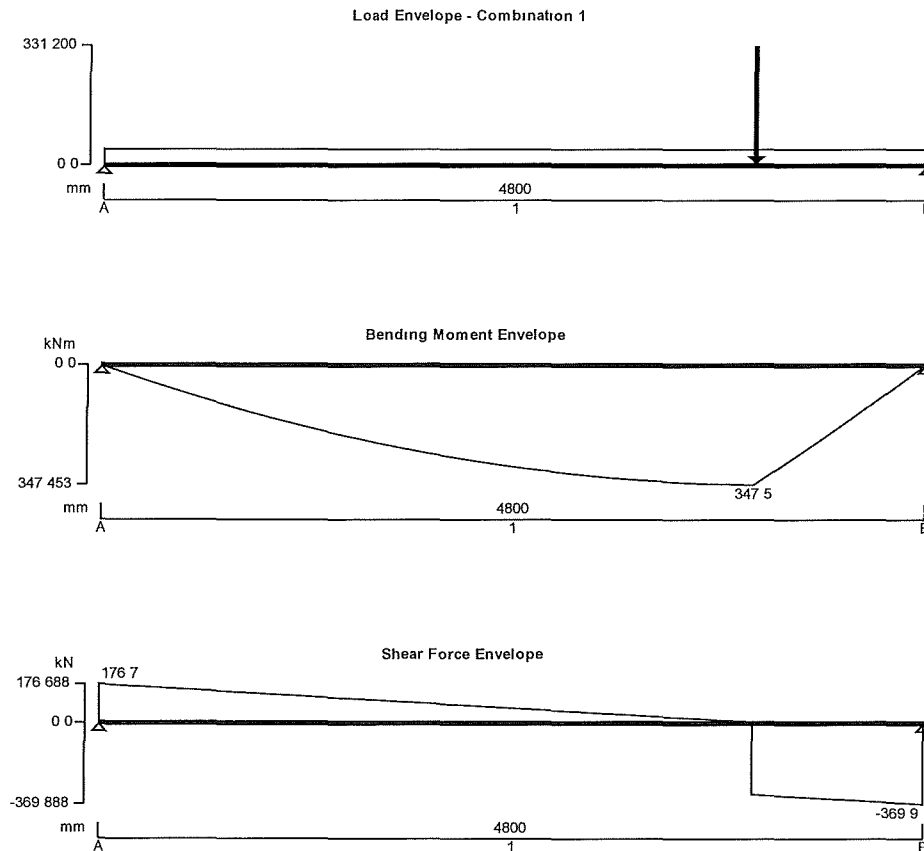 Load Envelope - Combination 1
331 200
0 0
mm
4800
A
1
Bending Moment Envelope
kNm
0 0
347 453
347 5
mm
4800
A
1
B
Shear Force Envelope
kN
176 7
176 688
0 0
-369 888
-369 9
mm
4800
A
1
B